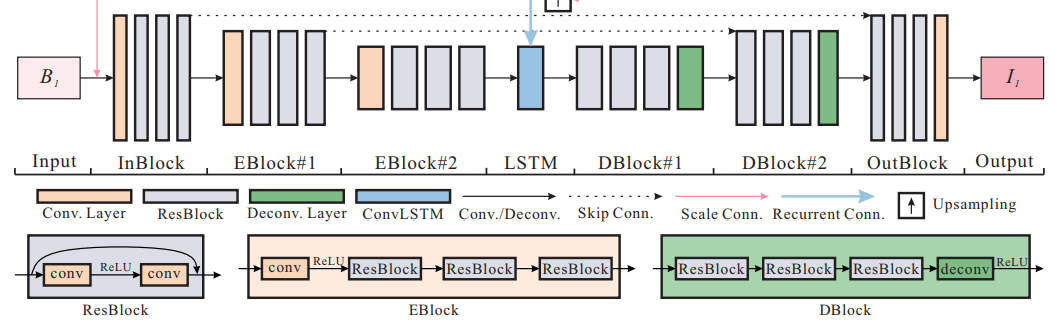 B1 I1
Input InBlock EBlock#1 EBlock#2 LSTM DBlock#1 DBlock#2 OutBlock Output
Conv. Layer ResBlock Deconv. Layer ConvLSTM Conv./Deconv. Skip Conn. Scale Conn. Recurrent Conn. Upsampling
conv ReLU conv
ResBlock
conv ReLU ResBlock ResBlock ResBlock
EBlock
ResBlock ResBlock ResBlock deconv ReLU
DBlock